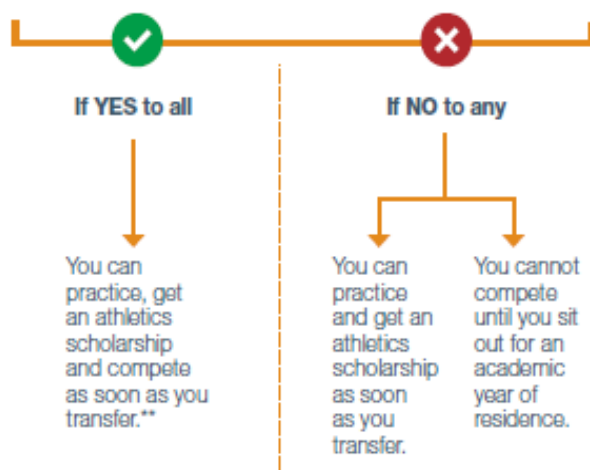 If YES to all
You can
practice, get
an athletics
scholarship
and compete
as soon as you
transfer.**
If NO to any
You can
practice
and get an
athletics
scholarship
as soon
as you
transfer.
You cannot
compete
until you sit
out for an
academic
year of
residence.